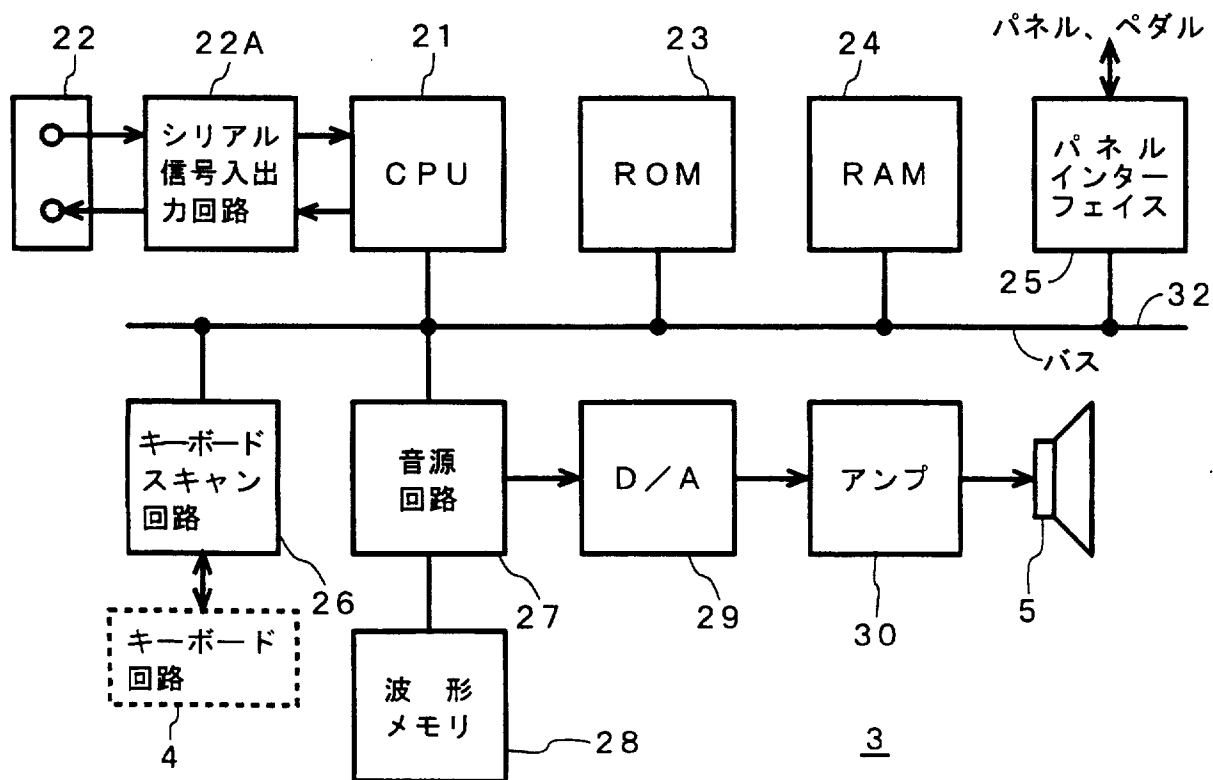 22
22A
21
23
24
パネル、ペダル
シリアル
信号入出
力回路
CPU
ROM
RAM
パネル
インター
フェイス
25
32
バス
キーボード
スキャン
回路
音源
回路
D/A
アンプ
26
27
29
30
5
キーボード
回路
4
波形
メモリ
28
3